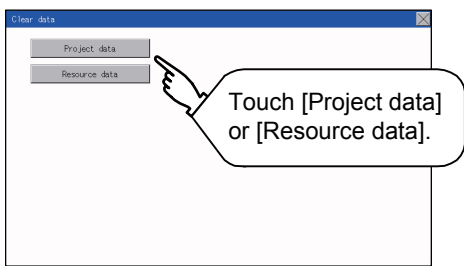 Clear data
Project data
Resource data
Touch [Project data]
or [Resource data].